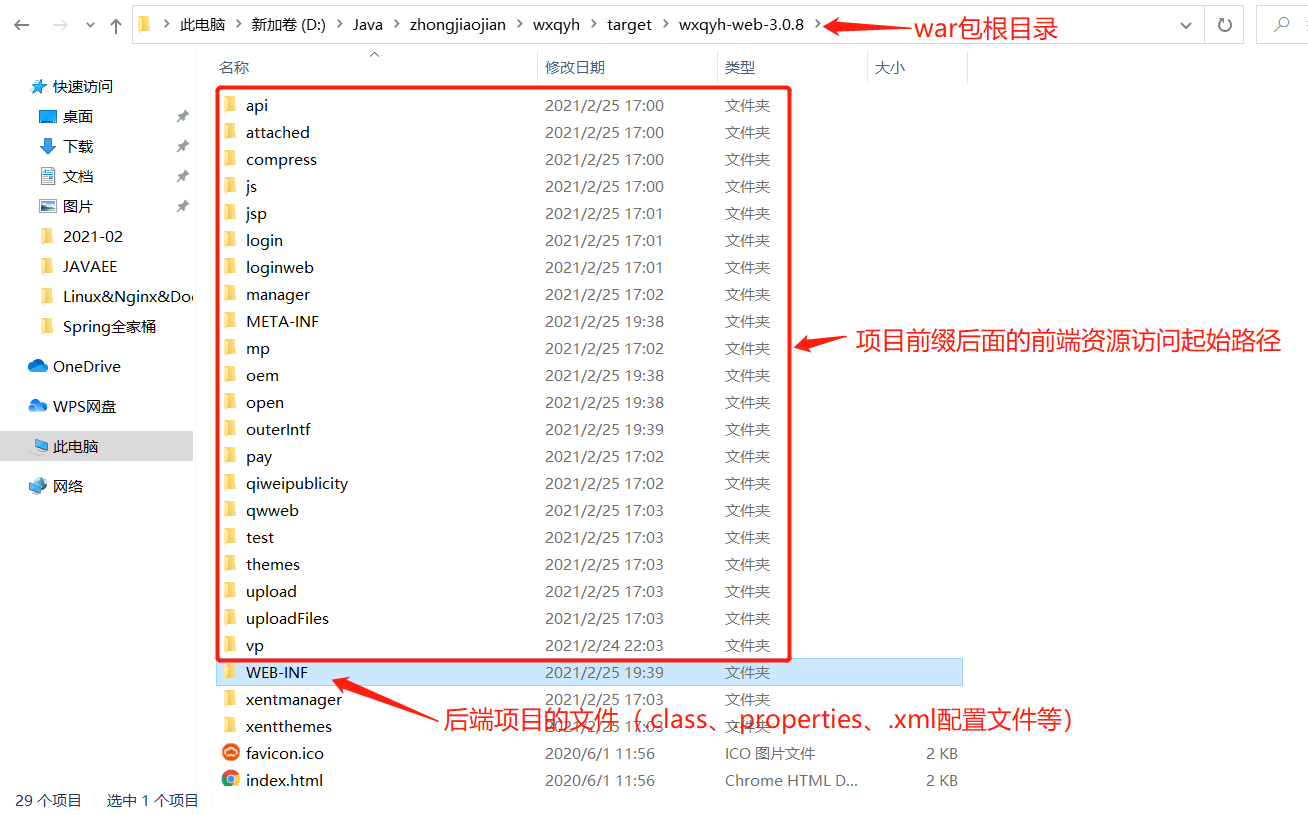 此电脑 新加卷 (D:) Java zhongjiaojian wxqyh target wxqyh-web-3.0.8
war包根目录
名称 修改日期 类型 大小
快速访问
桌面
下载
文档
图片
2021-02
JAVAEE
Linux&Nginx&Do
Spring全家桶
OneDrive
WPS网盘
此电脑
网络
api 2021/2/25 17:00 文件夹
attached 2021/2/25 17:00 文件夹
compress 2021/2/25 17:00 文件夹
js 2021/2/25 17:00 文件夹
jsp 2021/2/25 17:01 文件夹
login 2021/2/25 17:01 文件夹
loginweb 2021/2/25 17:01 文件夹
manager 2021/2/25 17:02 文件夹
META-INF 2021/2/25 19:38 文件夹
mp 2021/2/25 17:02 文件夹
oem 2021/2/25 19:38 文件夹
open 2021/2/25 19:38 文件夹
outerIntf 2021/2/25 19:39 文件夹
pay 2021/2/25 17:02 文件夹
qiweipublicity 2021/2/25 17:02 文件夹
qwweb 2021/2/25 17:03 文件夹
test 2021/2/25 17:03 文件夹
themes 2021/2/25 17:03 文件夹
upload 2021/2/25 17:03 文件夹
uploadFiles 2021/2/25 17:03 文件夹
vp 2021/2/24 22:03 文件夹
项目前缀后面的前端资源访问起始路径
WEB-INF 2021/2/25 19:39 文件夹
xentmanager 2021/2/25 17:03 文件夹
后端项目的文件（.class、.properties、.xml配置文件等）
xentthemes 2021/2/25 17:03 文件夹
favicon.ico 2020/6/1 11:56 ICO 图片文件 2 KB
index.html 2020/6/1 11:56 Chrome HTML D... 2 KB
29 个项目 选中 1 个项目